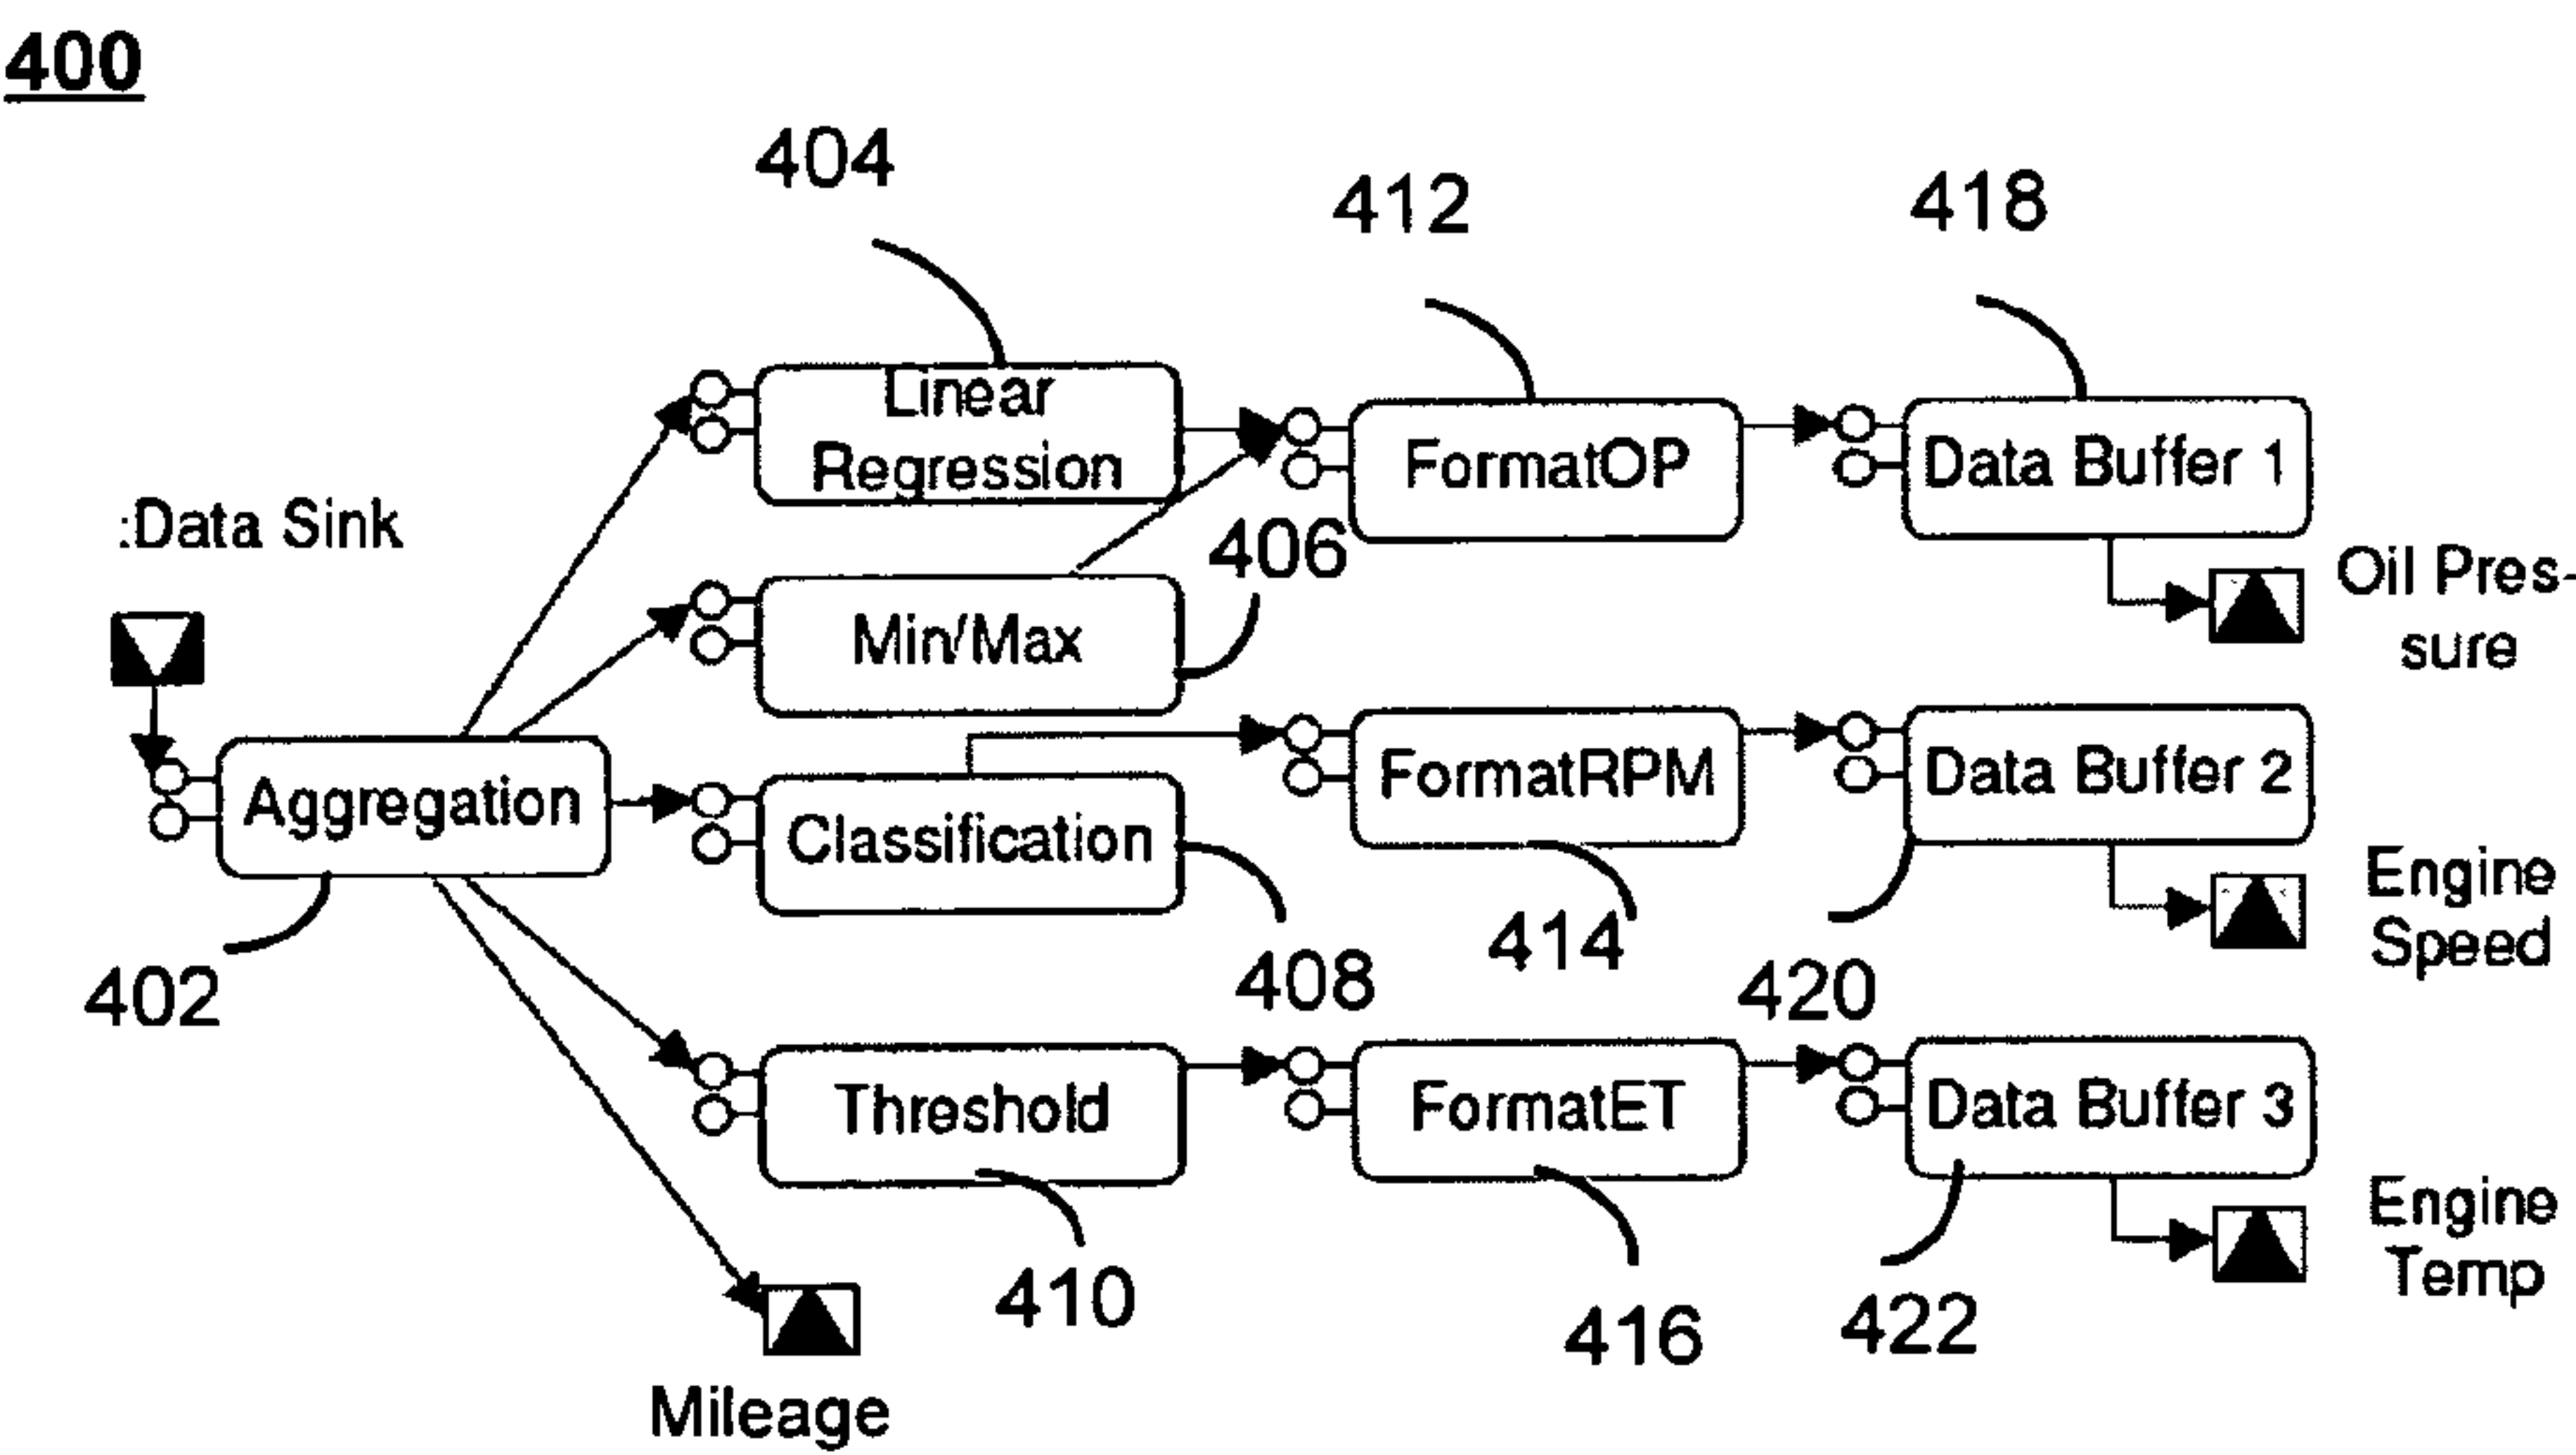 400
404
412
418
Linear
Regression
FormatOP
Data Buffer 1
:Data Sink
406
Oil Pres-
sure
Min/Max
Aggregation
FormatRPM
Data Buffer 2
Classification
Engine
Speed
402
408
414
420
Threshold
FormatET
Data Buffer 3
Engine
Temp
410
416
422
Mileage